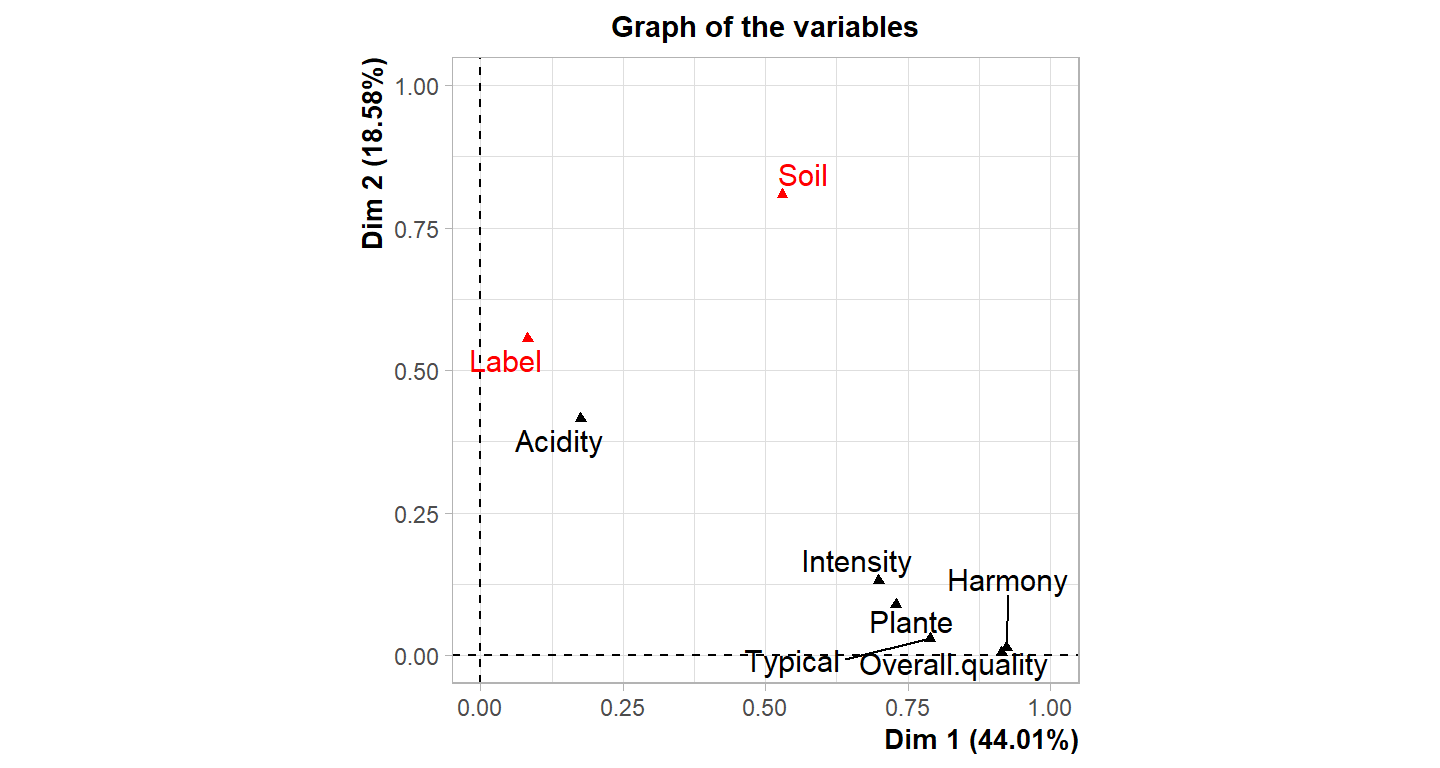 Graph of the variables
Dim 2 (18.58%)
1.00
0.75
0.50
0.25
0.00
Soil
Label
Acidity
Intensity
Harmony
Plante
Typical
Overall.quality
0.00
0.25
0.50
0.75
1.00
Dim 1 (44.01%)